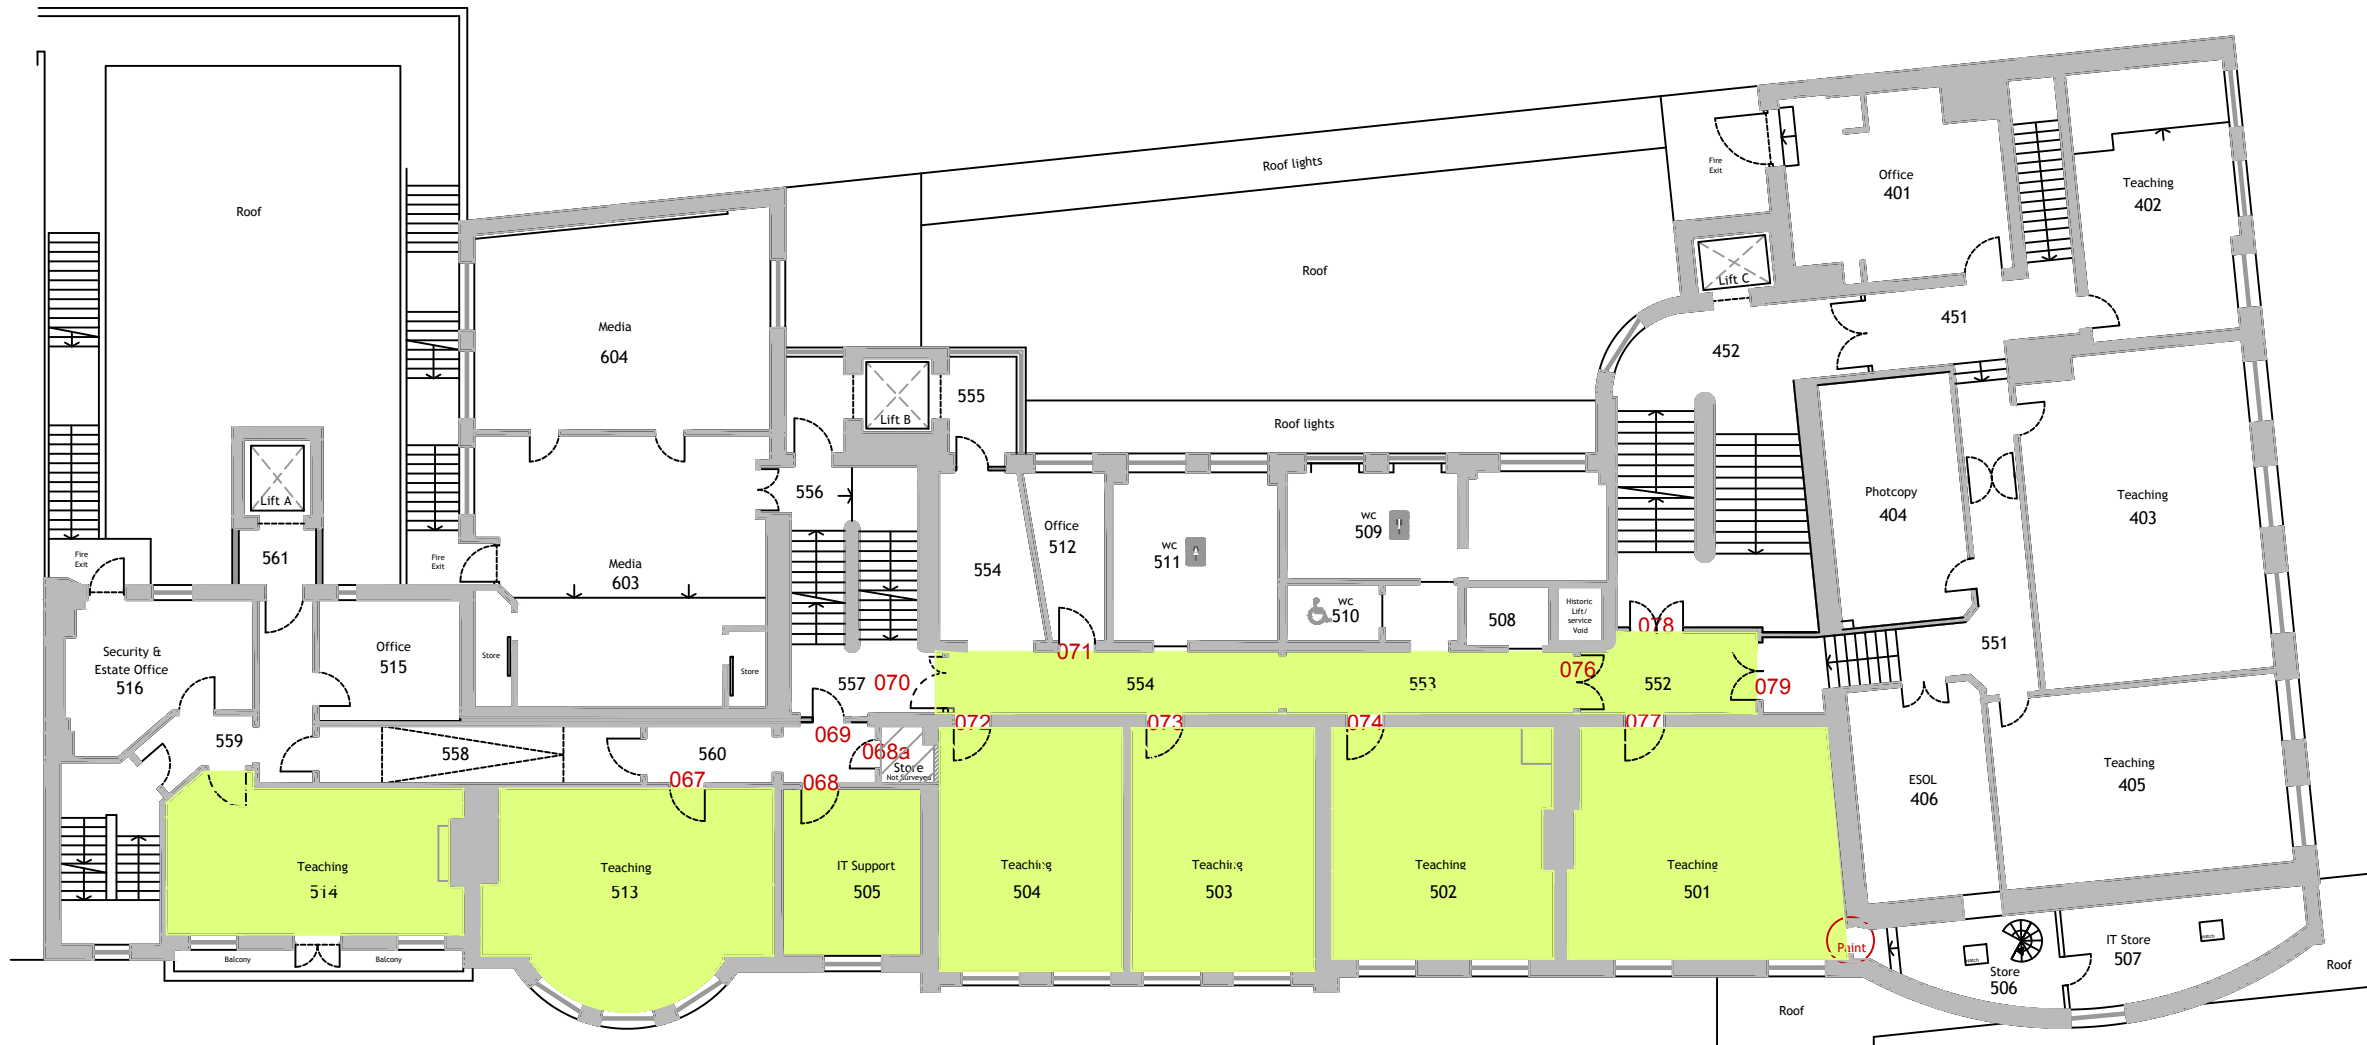 Roof lights
Fire
Exit
Office
401
Teaching
402
Roof
Roof
Lift C
Media
604
451
452
555
Lift B
Roof lights
Lift A
556
Photcopy
404
Teaching
403
Office
512
WC
509
WC
511
561
Fire
Exit
Fire
Exit
Media
603
554
WC
510
508
Historic
Lift/
service
Void
078
551
Security &
Estate Office
516
Office
515
Store
Store
071
557
070
554
553
076
552
079
559
558
560
069
068a
Store
Not Surveyed
072
073
074
077
067
068
ESOL
406
Teaching
405
Teaching
514
Teaching
513
IT Support
505
Teaching
504
Teaching
503
Teaching
502
Teaching
501
Paint
Balcony
Balcony
Store
506
IT Store
507
Roof
Roof